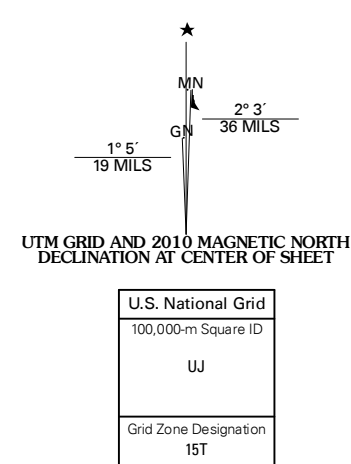 ★
MN
2° 3´
36 MILS
GN
1° 5´
19 MILS
UTM GRID AND 2010 MAGNETIC NORTH
DECLINATION AT CENTER OF SHEET
U.S. National Grid
100,000-m Square ID
UJ
Grid Zone Designation
15T